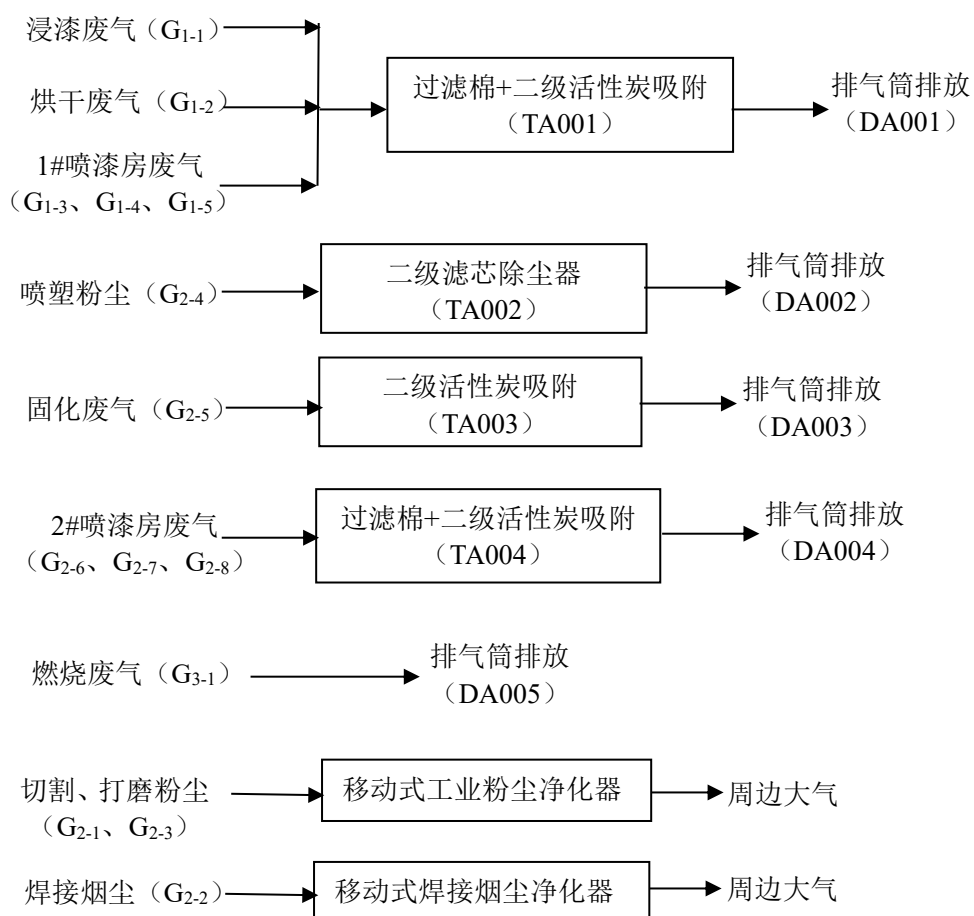 浸漆废气（G1-1）
烘干废气（G1-2）
1#喷漆房废气
（G1-3、G1-4、G1-5）
过滤棉+二级活性炭吸附
（TA001）
排气筒排放
（DA001）
喷塑粉尘（G2-4）
二级滤芯除尘器
（TA002）
排气筒排放
（DA002）
固化废气（G2-5）
二级活性炭吸附
（TA003）
排气筒排放
（DA003）
2#喷漆房废气
（G2-6、G2-7、G2-8）
过滤棉+二级活性炭吸附
（TA004）
排气筒排放
（DA004）
燃烧废气（G3-1）
排气筒排放
（DA005）
切割、打磨粉尘
（G2-1、G2-3）
移动式工业粉尘净化器
周边大气
焊接烟尘（G2-2）
移动式焊接烟尘净化器
周边大气